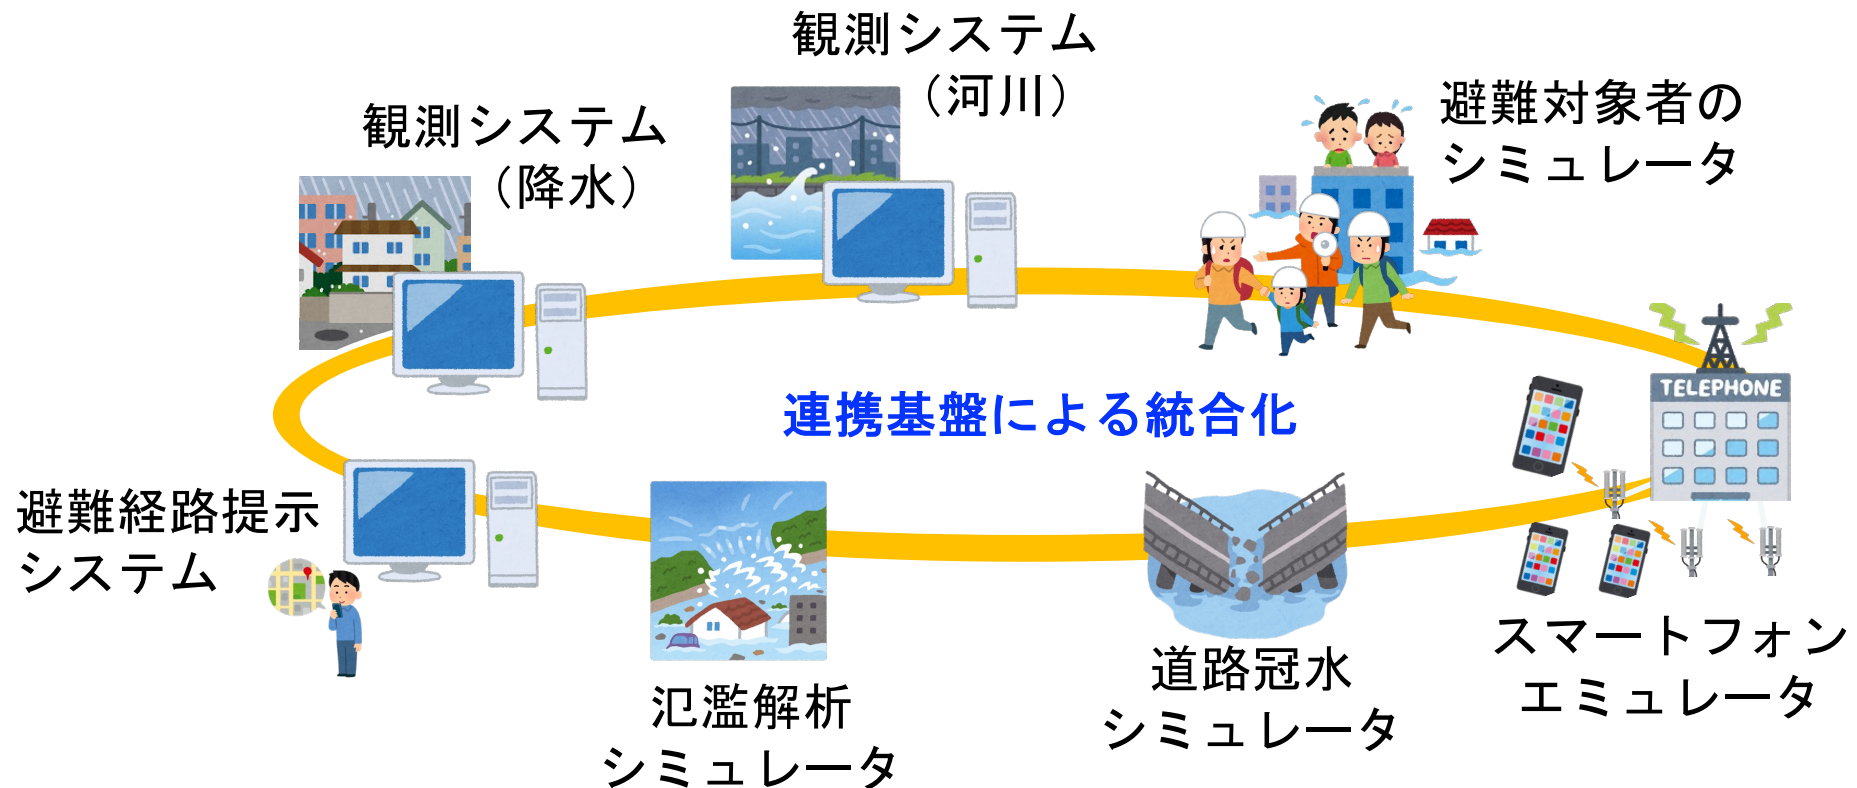 観測システム
（河川）
観測システム
（降水）
避難対象者の
シミュレータ
TELEPHONE
連携基盤による統合化
避難経路提示
システム
氾濫解析
シミュレータ
道路冠水
シミュレータ
スマートフォン
エミュレータ